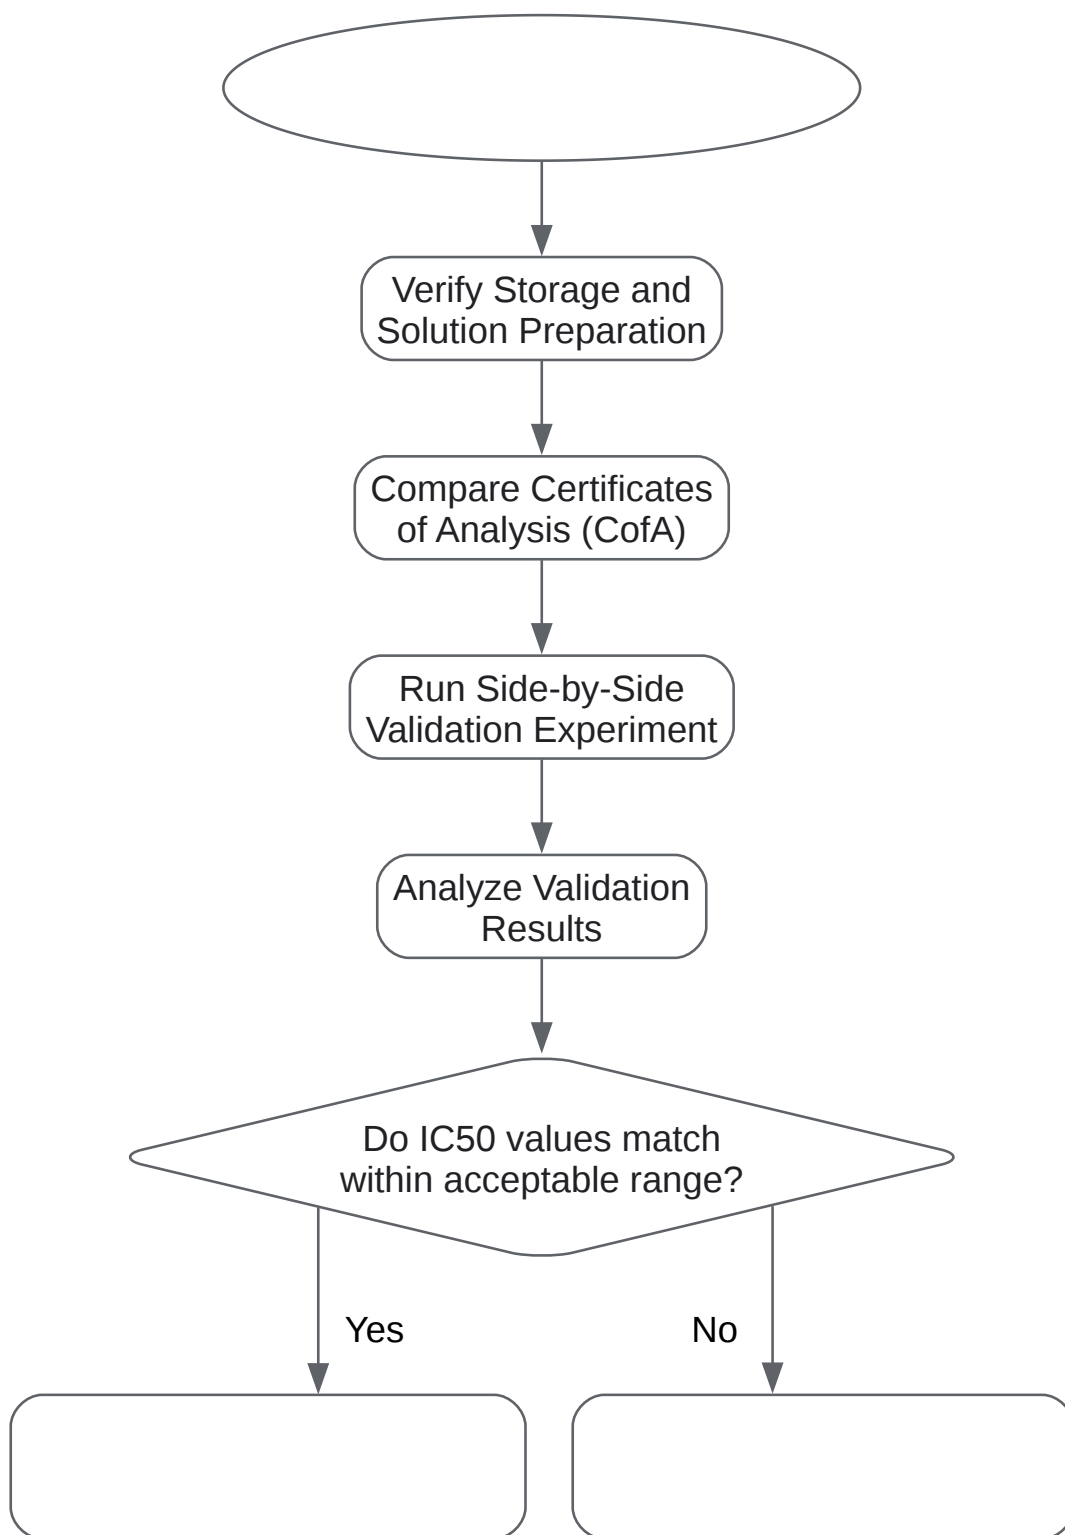 Verify Storage and
Solution Preparation
Compare Certificates
of Analysis (CofA)
Run Side-by-Side
Validation Experiment
Analyze Validation
Results
Do IC50 values match
within acceptable range?
Yes
No